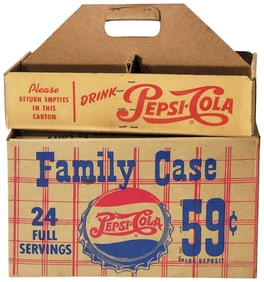 Please
RETURN EMPTIES
IN THIS
CARTON
DRINK PEPSI-COLA
Family Case
24
FULL
SERVINGS
PEPSI-COLA
59¢
PLUS DEPOSIT